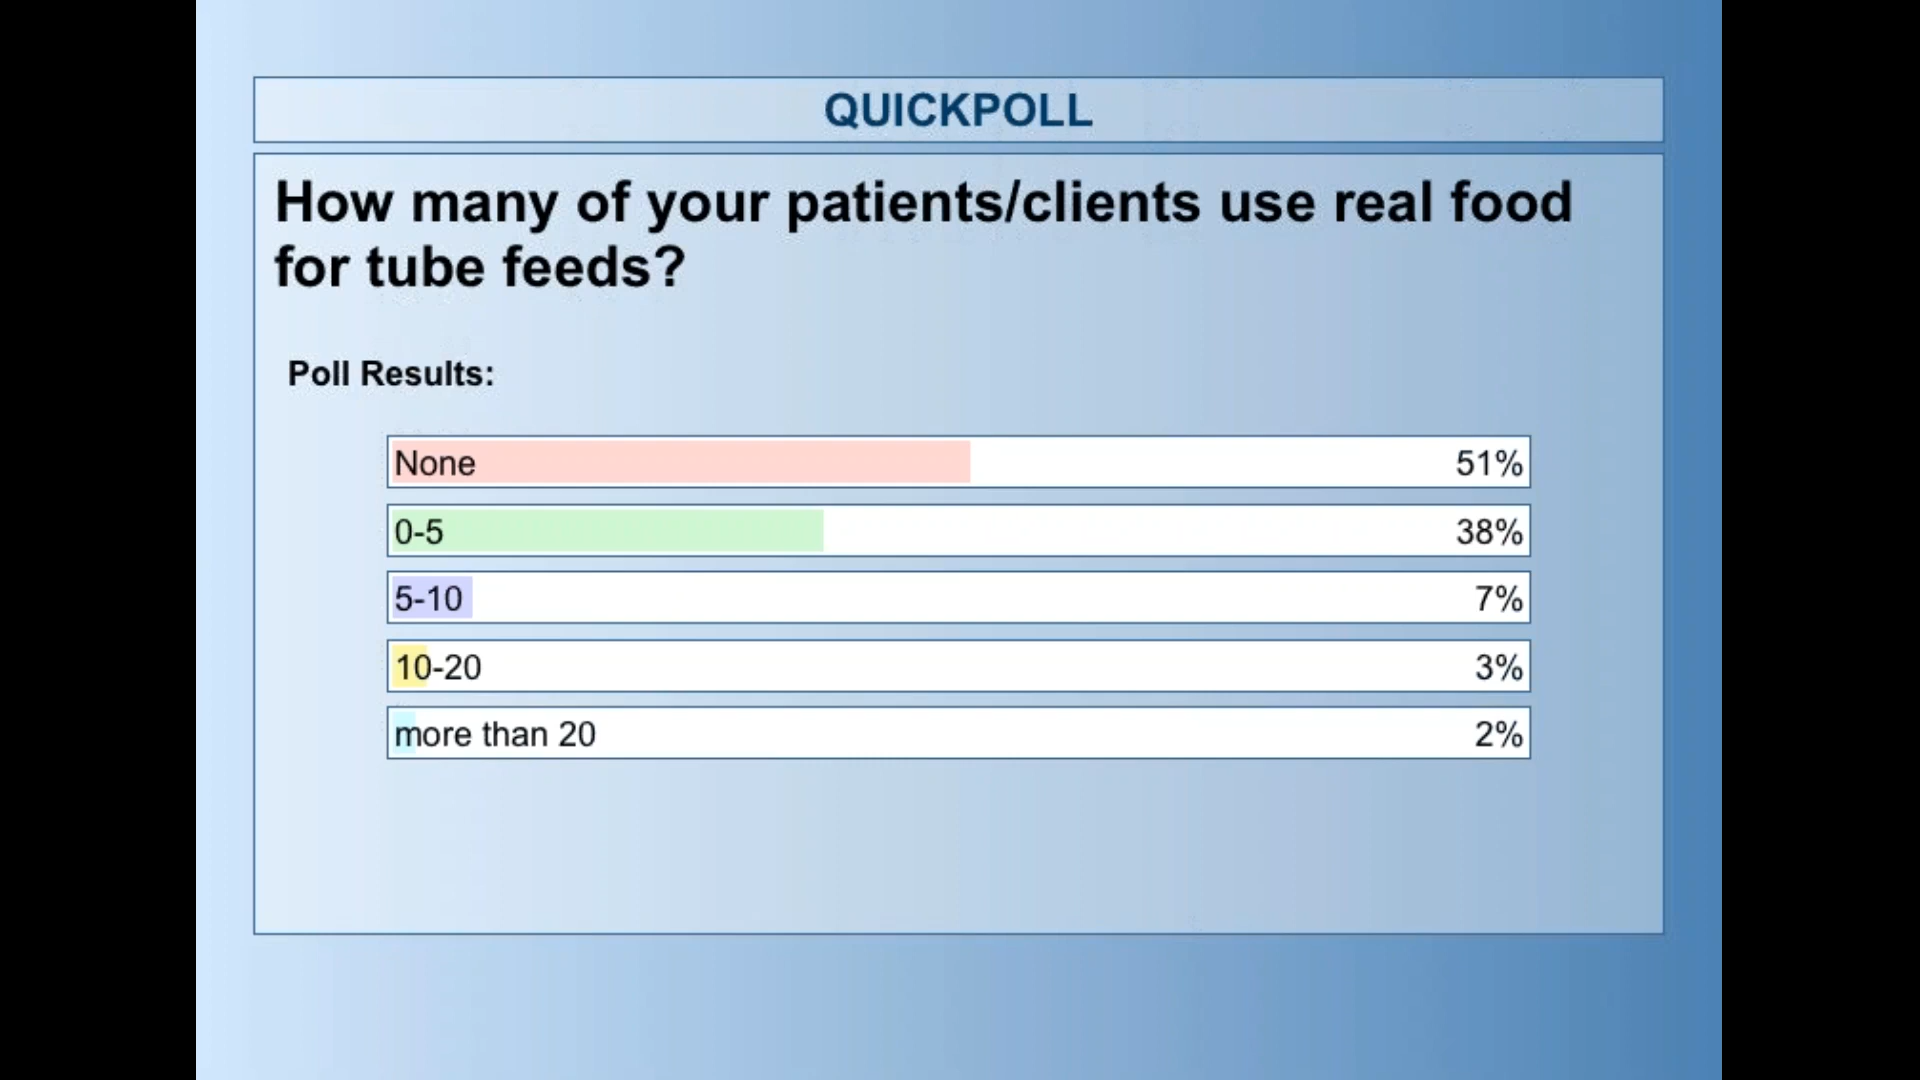 QUICKPOLL
How many of your patients/clients use real food
for tube feeds?
Poll Results:
None 51%
0-5 38%
5-10 7%
10-20 3%
more than 20 2%